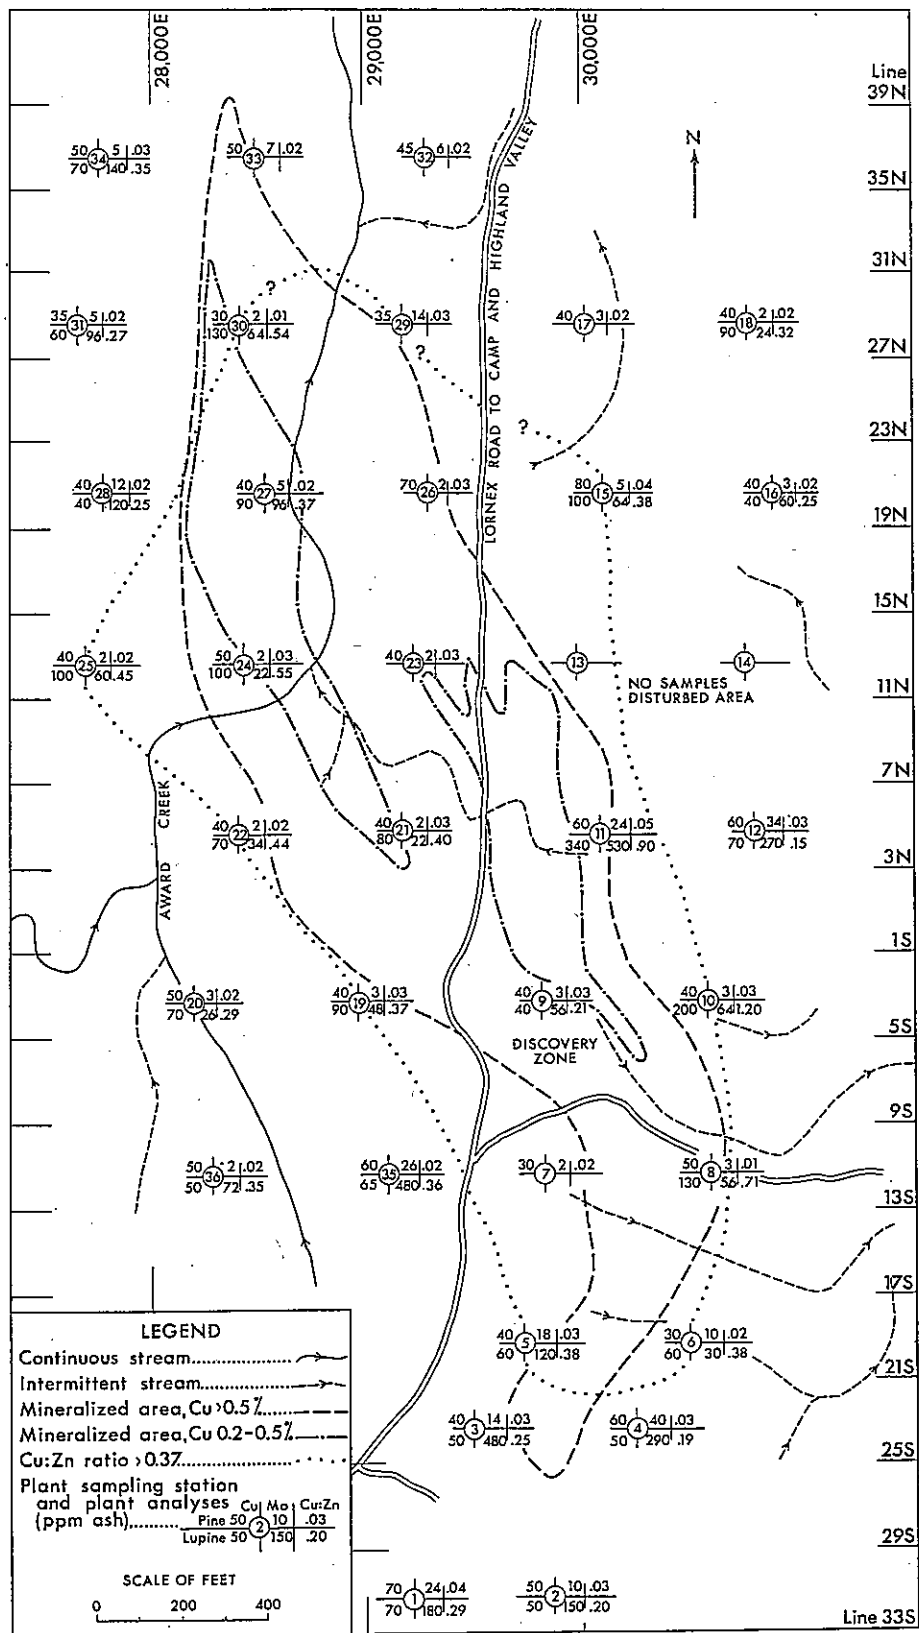 28,000E
29,000E
30,000E
Line
39N
35N
31N
27N
23N
19N
15N
11N
7N
3N
1S
5S
9S
13S
17S
21S
25S
29S
Line 33S
N
LORNEX ROAD TO CAMP AND HIGHLAND VALLEY
AWARD CREEK
50 34 5 .03
70 140 .35
50 33 7 .02
45 32 6 .02
35 31 5 .02
60 96 .27
30 30 2 .01
130 64 .54
35 29 14 .03
40 17 3 .02
40 18 2 .02
90 24 .32
?
?
?
40 28 12 .02
40 120 .25
40 27 5 .02
90 96 .37
70 26 2 .03
80 15 5 .04
100 64 .38
40 16 3 .02
40 60 .25
40 25 2 .02
100 60 .45
50 24 2 .03
100 22 .55
40 23 2 .03
13
14
NO SAMPLES
DISTURBED AREA
40 22 2 .02
70 34 .44
40 21 2 .03
80 22 .40
60 11 24 .05
340 530 .90
60 12 34 .03
70 270 .15
50 20 3 .02
70 26 .29
40 19 3 .03
90 48 .37
40 9 3 .03
40 56 .21
40 10 3 .03
200 64 1.20
DISCOVERY
ZONE
50 36 2 .02
50 72 .35
60 35 26 .02
65 480 .36
30 7 2 .02
50 8 3 .01
130 56 .71
40 5 18 .03
60 120 .38
30 6 10 .02
60 30 .38
40 3 14 .03
50 480 .25
60 4 40 .03
50 290 .19
70 1 24 .04
70 180 .29
50 2 10 .03
50 150 .20
LEGEND
Continuous stream
Intermittent stream
Mineralized area, Cu >0.5%
Mineralized area, Cu 0.2-0.5%
Cu:Zn ratio >0.37
Plant sampling station
and plant analyses Cu Mo Cu:Zn
(ppm ash) Pine 50 2 10 .03
Lupine 50 150 .20
SCALE OF FEET
0 200 400